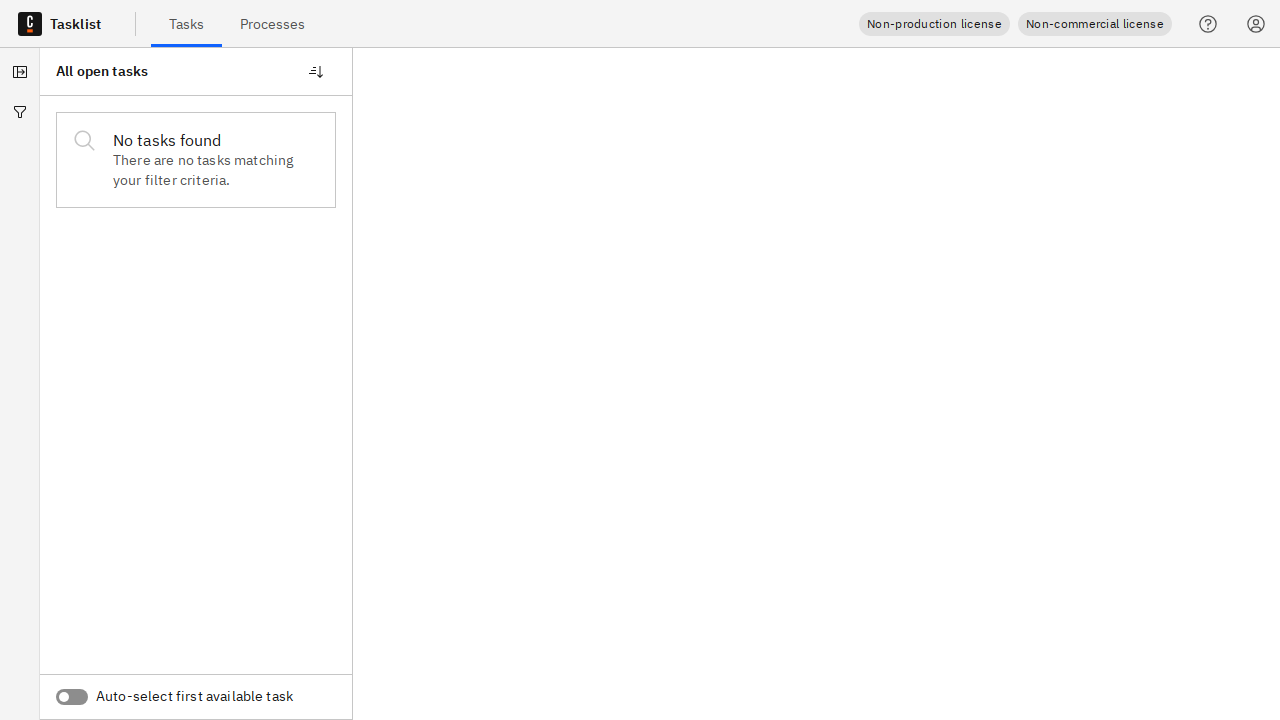 C Tasklist Tasks Processes Non-production license Non-commercial license
All open tasks
No tasks found
There are no tasks matching
your filter criteria.
Auto-select first available task